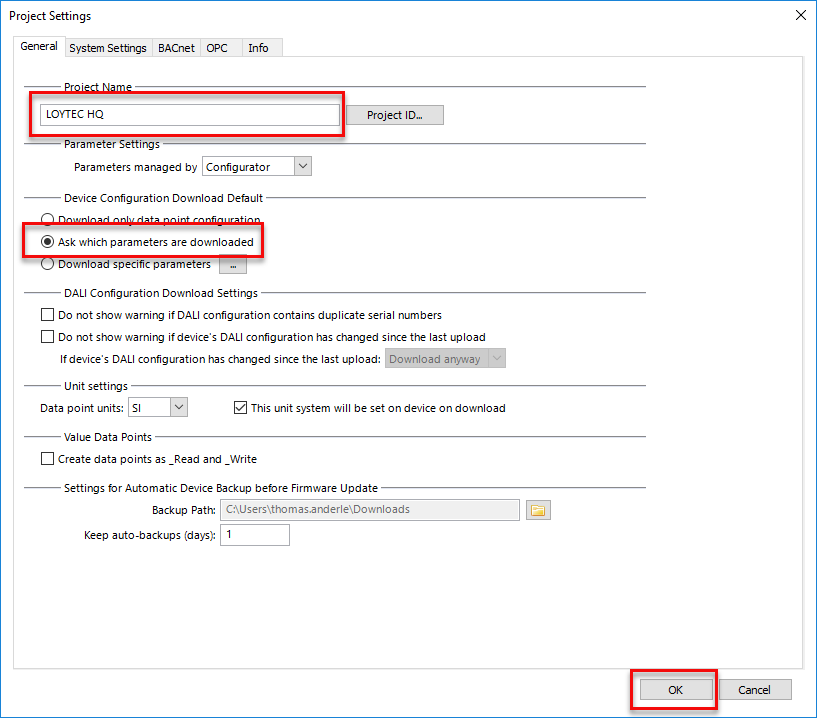 Project Settings
General System Settings BACnet OPC Info
Project Name
LOYTEC HQ Project ID...
Parameter Settings
Parameters managed by Configurator
Device Configuration Download Default
Download only data point configuration
Ask which parameters are downloaded
Download specific parameters ...
DALI Configuration Download Settings
Do not show warning if DALI configuration contains duplicate serial numbers
Do not show warning if device's DALI configuration has changed since the last upload
If device's DALI configuration has changed since the last upload: Download anyway
Unit settings
Data point units: SI This unit system will be set on device on download
Value Data Points
Create data points as _Read and _Write
Settings for Automatic Device Backup before Firmware Update
Backup Path: C:\Users\thomas.anderle\Downloads
Keep auto-backups (days): 1
OK Cancel